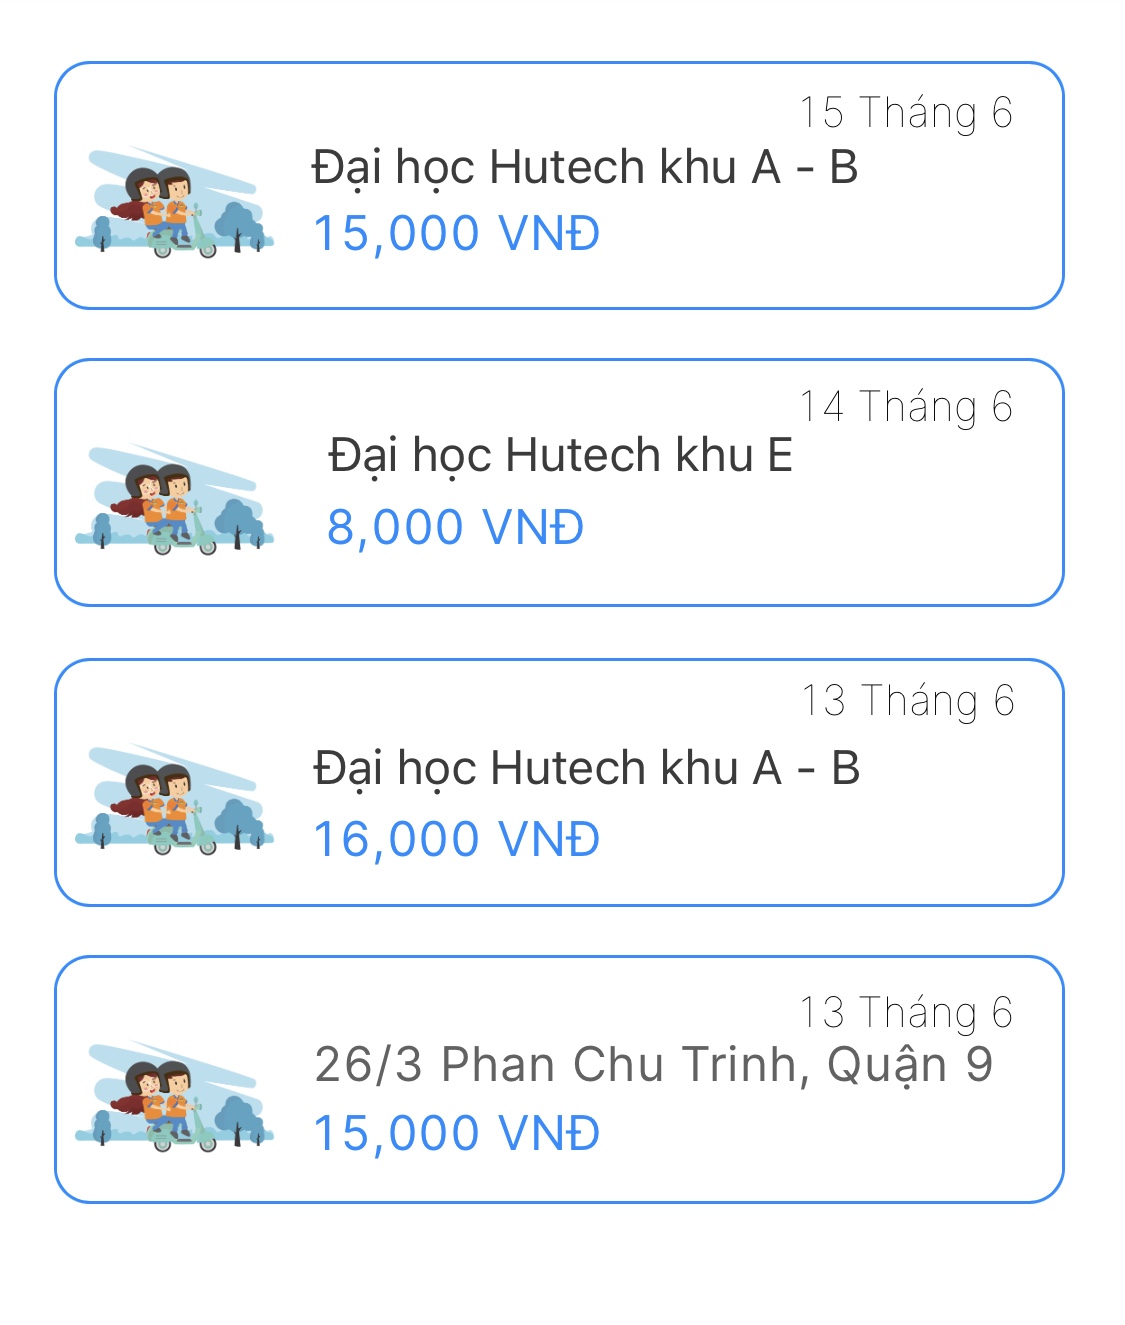 15 Tháng 6
Đại học Hutech khu A - B
15,000 VNĐ
14 Tháng 6
Đại học Hutech khu E
8,000 VNĐ
13 Tháng 6
Đại học Hutech khu A - B
16,000 VNĐ
13 Tháng 6
26/3 Phan Chu Trinh, Quận 9
15,000 VNĐ